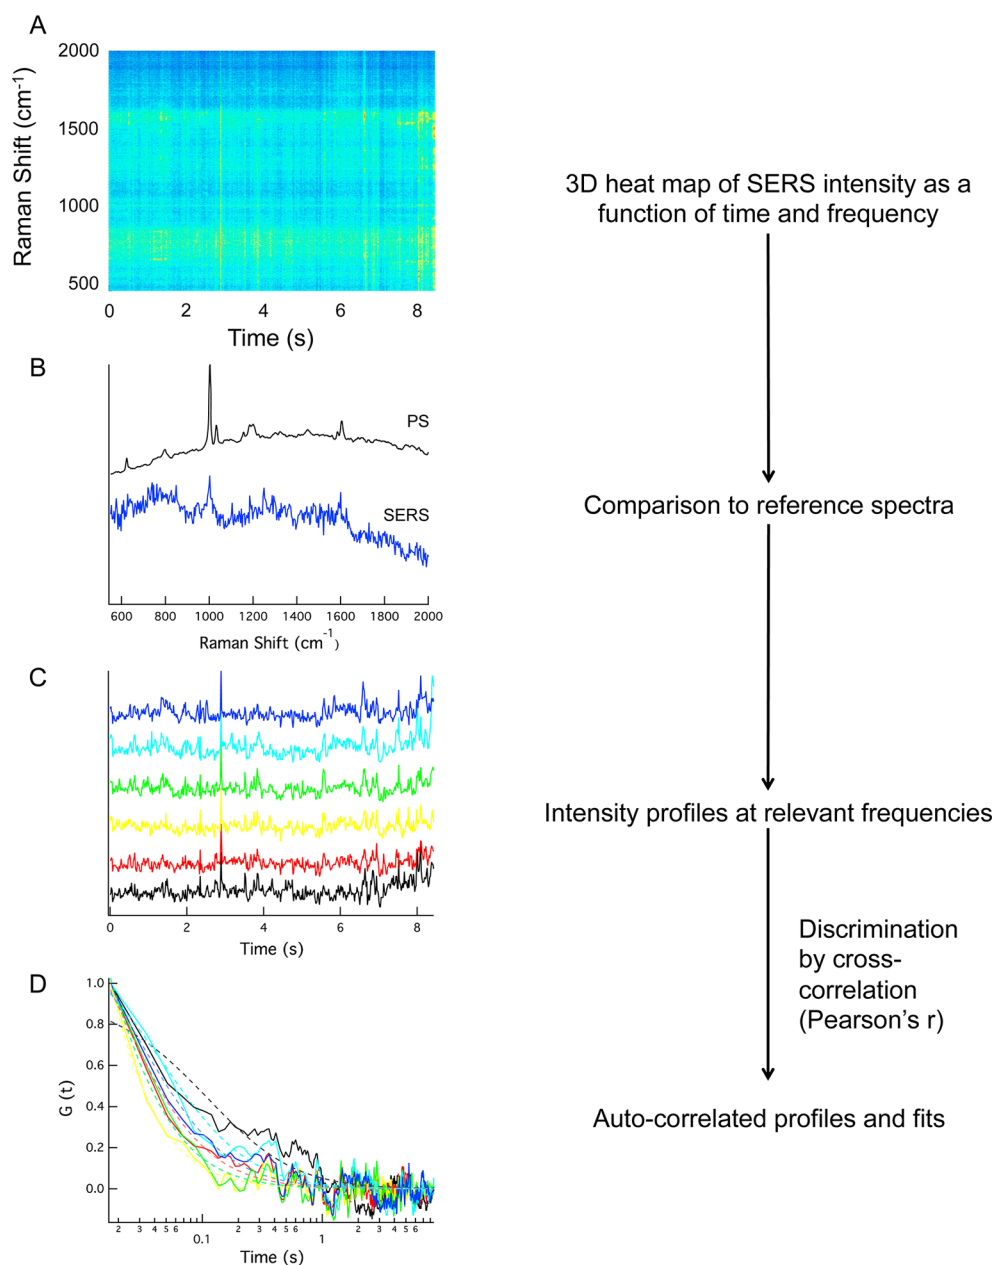 A
Raman Shift (cm-1)
2000
1500
1000
500
0 2 4 6 8
Time (s)
3D heat map of SERS intensity as a
function of time and frequency
B
PS
SERS
600 800 1000 1200 1400 1600 1800 2000
Raman Shift (cm-1)
Comparison to reference spectra
C
0 2 4 6 8
Time (s)
Intensity profiles at relevant frequencies
Discrimination
by cross-
correlation
(Pearson's r)
D
G (t)
1.0
0.8
0.6
0.4
0.2
0.0
2 3 4 5 6 0.1 2 3 4 5 6 1 2 3 4 5 6
Time (s)
Auto-correlated profiles and fits